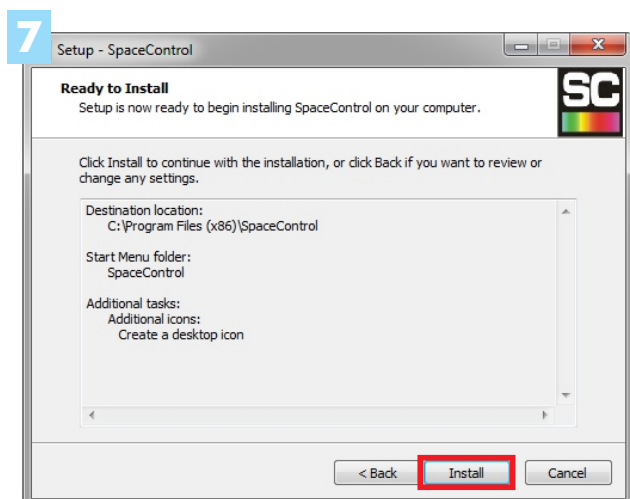 7
Setup - SpaceControl
Ready to Install
Setup is now ready to begin installing SpaceControl on your computer.
SC
Click Install to continue with the installation, or click Back if you want to review or
change any settings.
Destination location:
C:\Program Files (x86)\SpaceControl
Start Menu folder:
SpaceControl
Additional tasks:
Additional icons:
Create a desktop icon
< Back Install Cancel